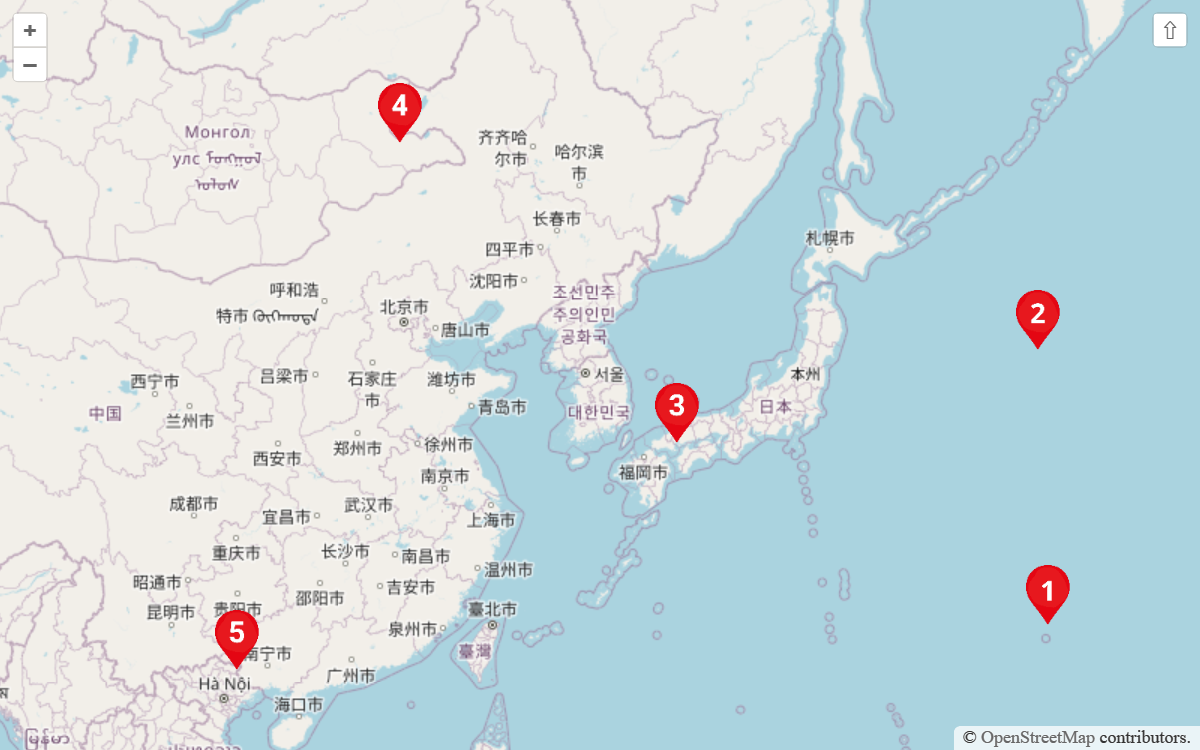 +
−
⇧
4
Монгол
улс ᠮᠣᠩᠭᠣᠯ
ᠤᠯᠤᠰ
齐齐哈
尔市
哈尔滨
市
长春市
四平市
札幌市
沈阳市
呼和浩
特市
조선민주
주의인민
공화국
2
北京市
唐山市
本州
서울
西宁市
吕梁市
石家庄
市
潍坊市
3
日本
中国
兰州市
青岛市
대한민국
郑州市
徐州市
西安市
福冈市
南京市
成都市
宜昌市
武汉市
上海市
重庆市
长沙市
南昌市
温州市
昭通市
吉安市
1
昆明市
贵阳市
邵阳市
臺北市
泉州市
5
南宁市
臺灣
Hà Nội
广州市
海口市
© OpenStreetMap contributors.